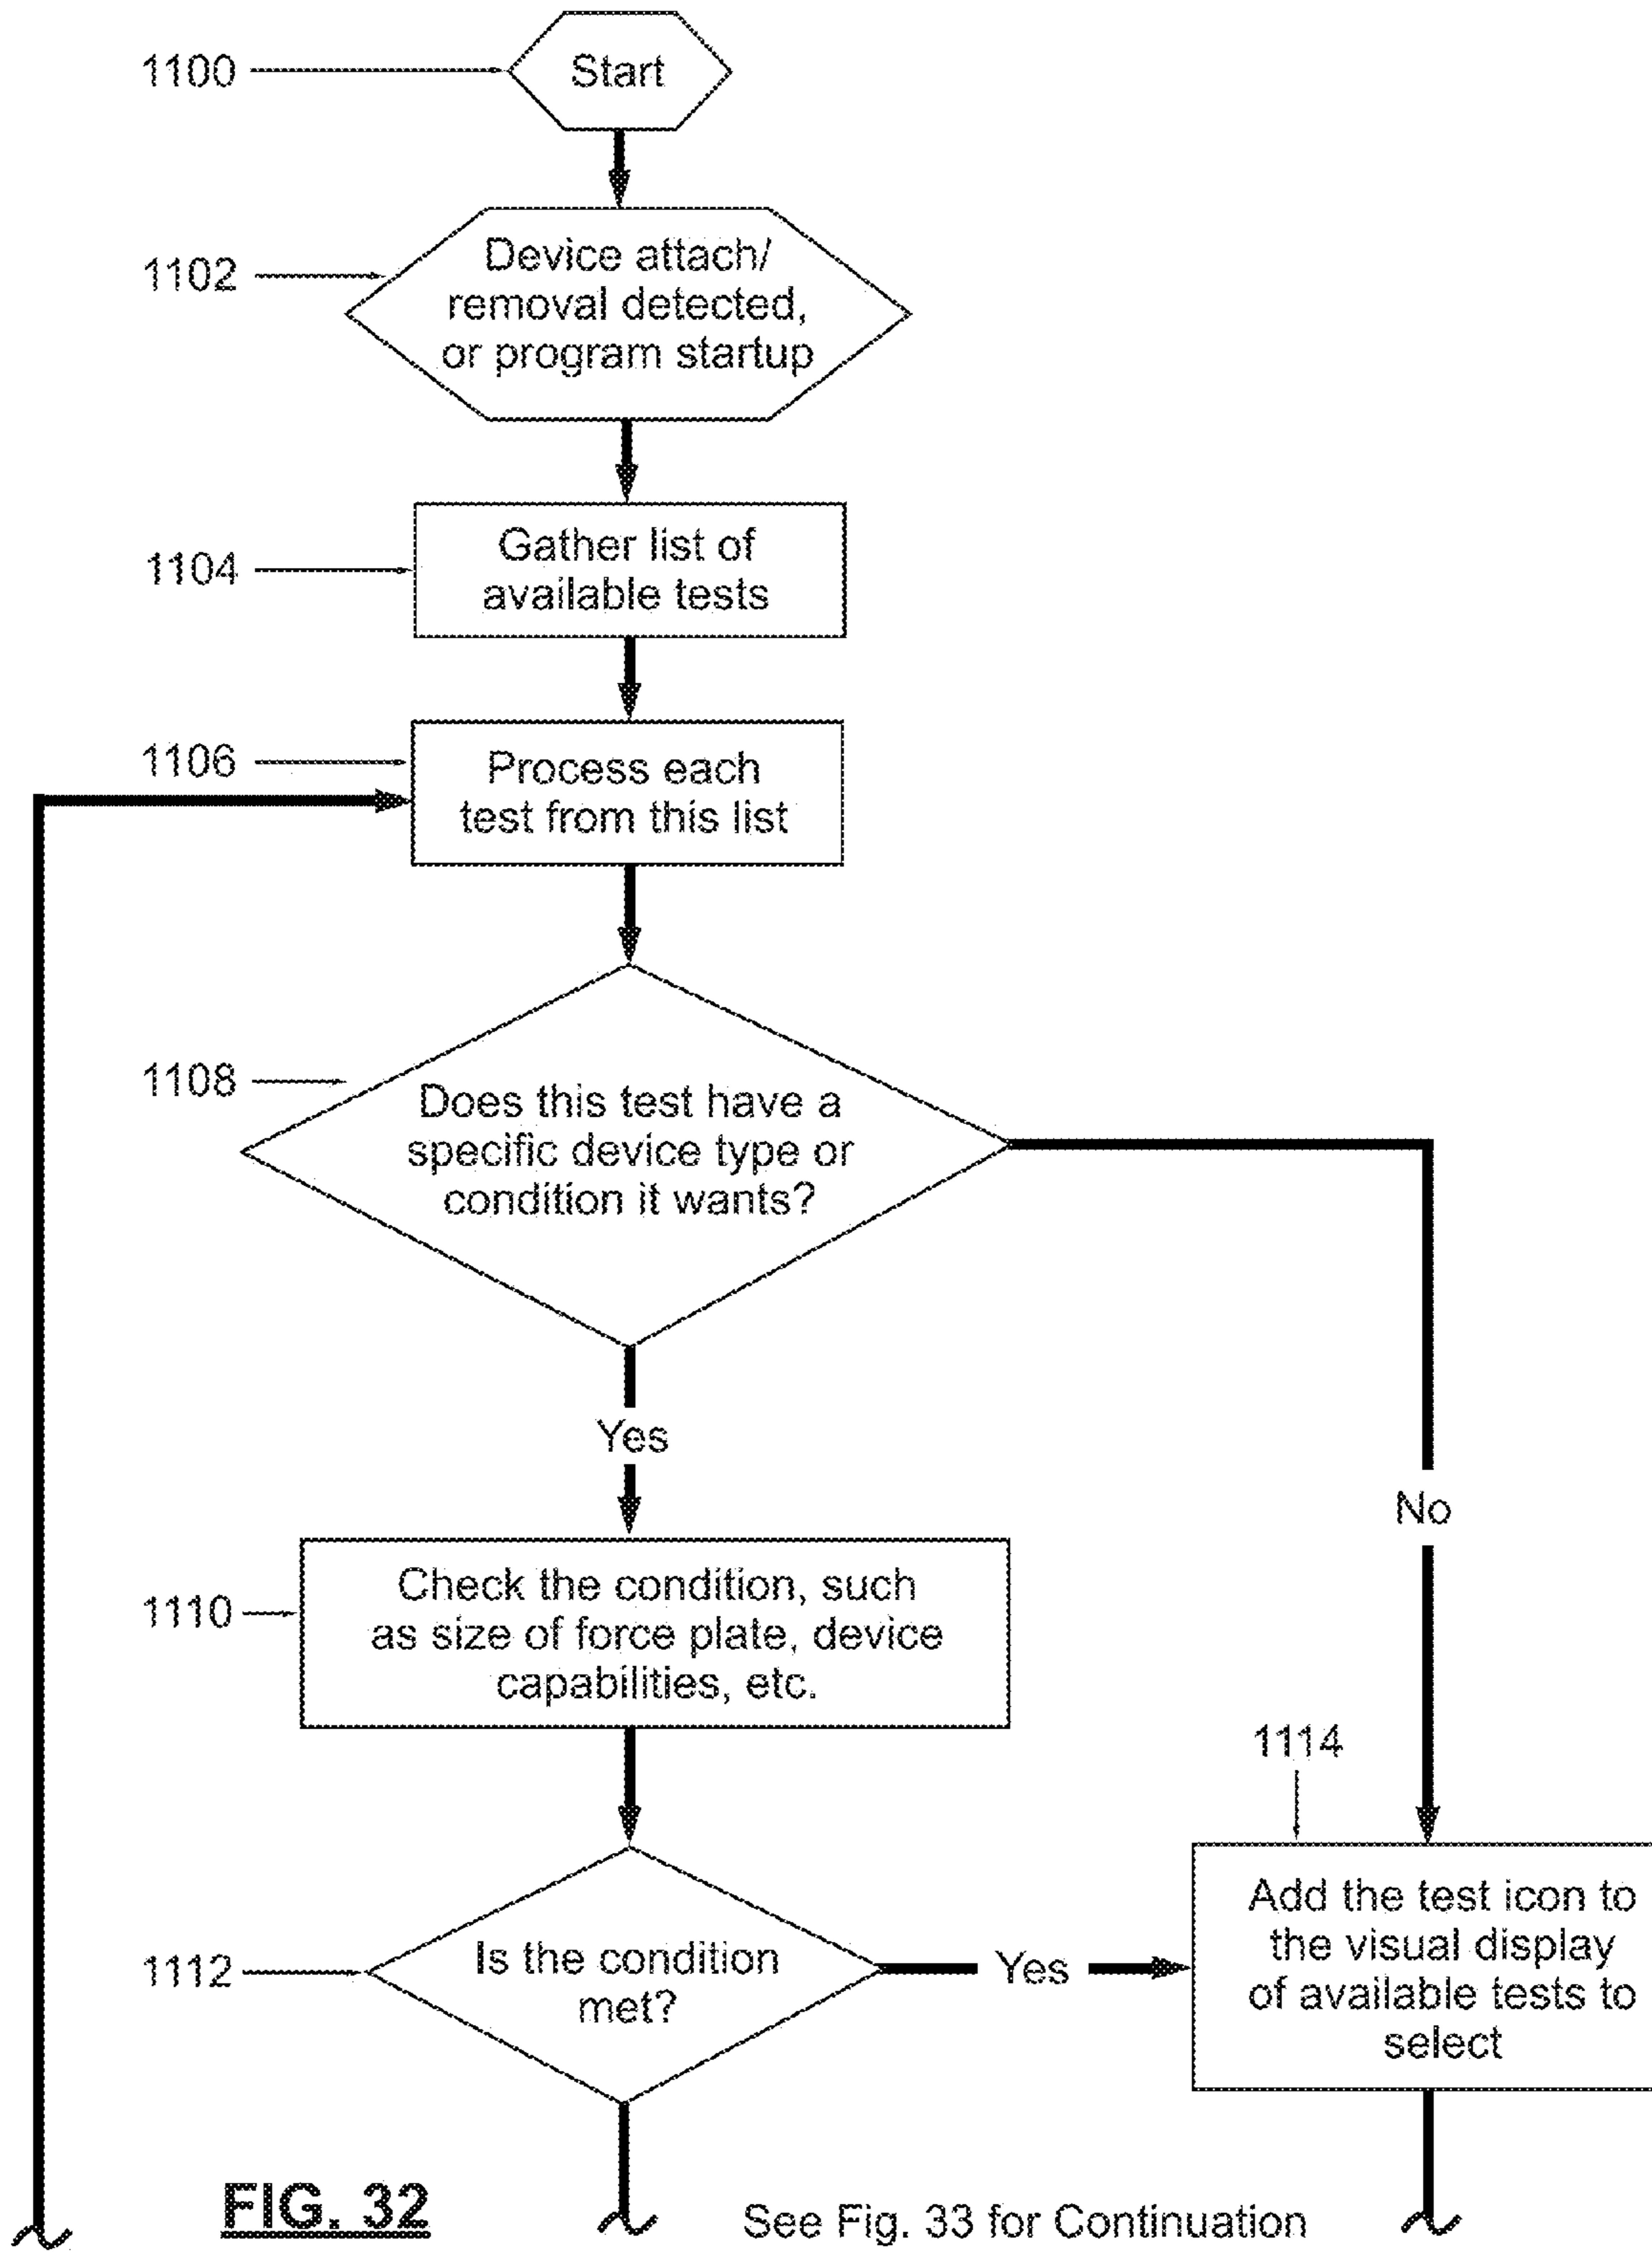 1100
Start
1102
Device attach/
removal detected,
or program startup
1104
Gather list of
available tests
1106
Process each
test from this list
1108
Does this test have a
specific device type or
condition it wants?
Yes
No
1110
Check the condition, such
as size of force plate, device
capabilities, etc.
1114
1112
Is the condition
met?
Yes
Add the test icon to
the visual display
of available tests to
select
FIG. 32
See Fig. 33 for Continuation